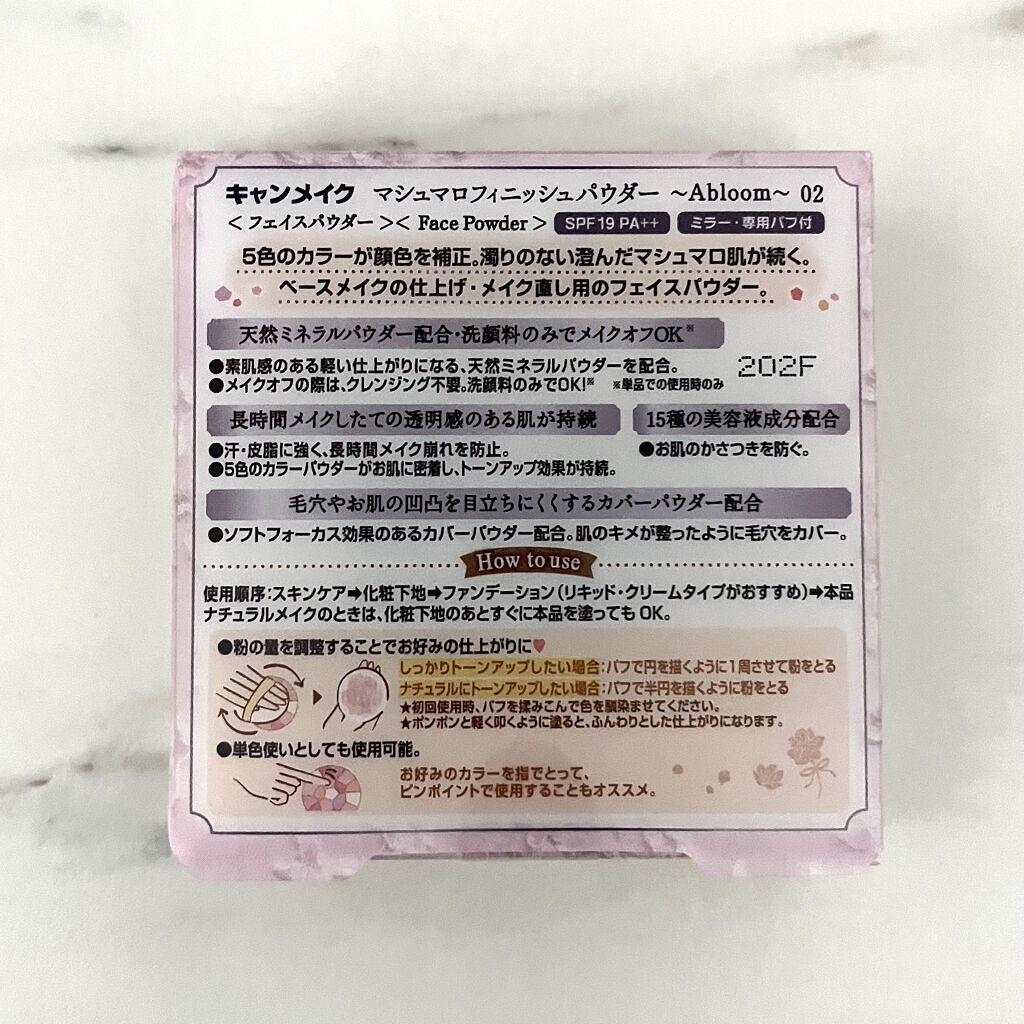 キャンメイク マシュマロフィニッシュパウダー ～Abloom～ 02
＜フェイスパウダー＞＜Face Powder＞ SPF19 PA++ ミラー・専用パフ付
5色のカラーが顔色を補正。濁りのない澄んだマシュマロ肌が続く。
ベースメイクの仕上げ・メイク直し用のフェイスパウダー。
天然ミネラルパウダー配合・洗顔料のみでメイクオフOK※
●素肌感のある軽い仕上がりになる、天然ミネラルパウダーを配合。
●メイクオフの際は、クレンジング不要。洗顔料のみでOK!※ ※単品での使用時のみ
202F
長時間メイクしたての透明感のある肌が持続
●汗・皮脂に強く、長時間メイク崩れを防止。
●5色のカラーパウダーがお肌に密着し、トーンアップ効果が持続。
15種の美容液成分配合
●お肌のかさつきを防ぐ。
毛穴やお肌の凹凸を目立ちにくくするカバーパウダー配合
●ソフトフォーカス効果のあるカバーパウダー配合。肌のキメが整ったように毛穴をカバー。
How to use
使用順序：スキンケア➡化粧下地➡ファンデーション（リキッド・クリームタイプがおすすめ）➡本品
ナチュラルメイクのときは、化粧下地のあとすぐに本品を塗っても OK。
●粉の量を調整することでお好みの仕上がりに♥
しっかりトーンアップしたい場合：パフで円を描くように1周させて粉をとる
ナチュラルにトーンアップしたい場合：パフで半円を描くように粉をとる
★初回使用時、パフを揉みこんで色を馴染ませてください。
★ポンポンと軽く叩くように塗ると、ふんわりとした仕上がりになります。
●単色使いとしても使用可能。
お好みのカラーを指でとって、
ピンポイントで使用することもオススメ。